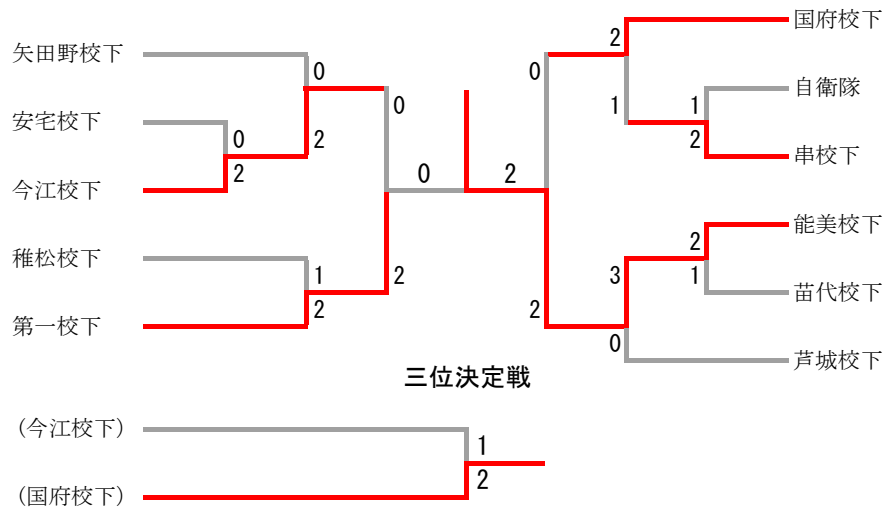 矢田野校下
安宅校下
今江校下
稚松校下
第一校下
0
2
0
2
1
2
0
2
0
2
0
2
2
1
1
2
2
1
3
0
国府校下
自衛隊
串校下
能美校下
苗代校下
芦城校下
三位決定戦
(今江校下)
(国府校下)
1
2